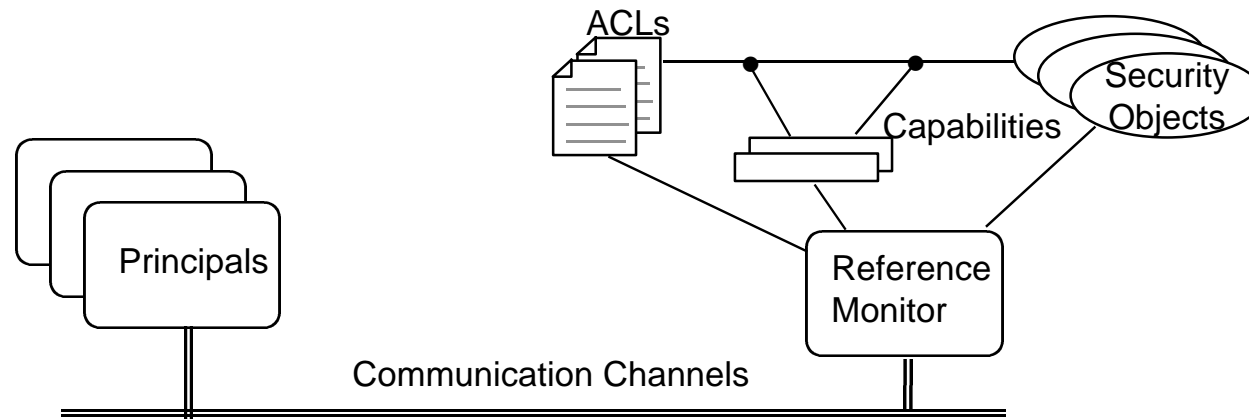 ACLs
Security
Objects
Capabilities
Principals
Reference
Monitor
Communication Channels